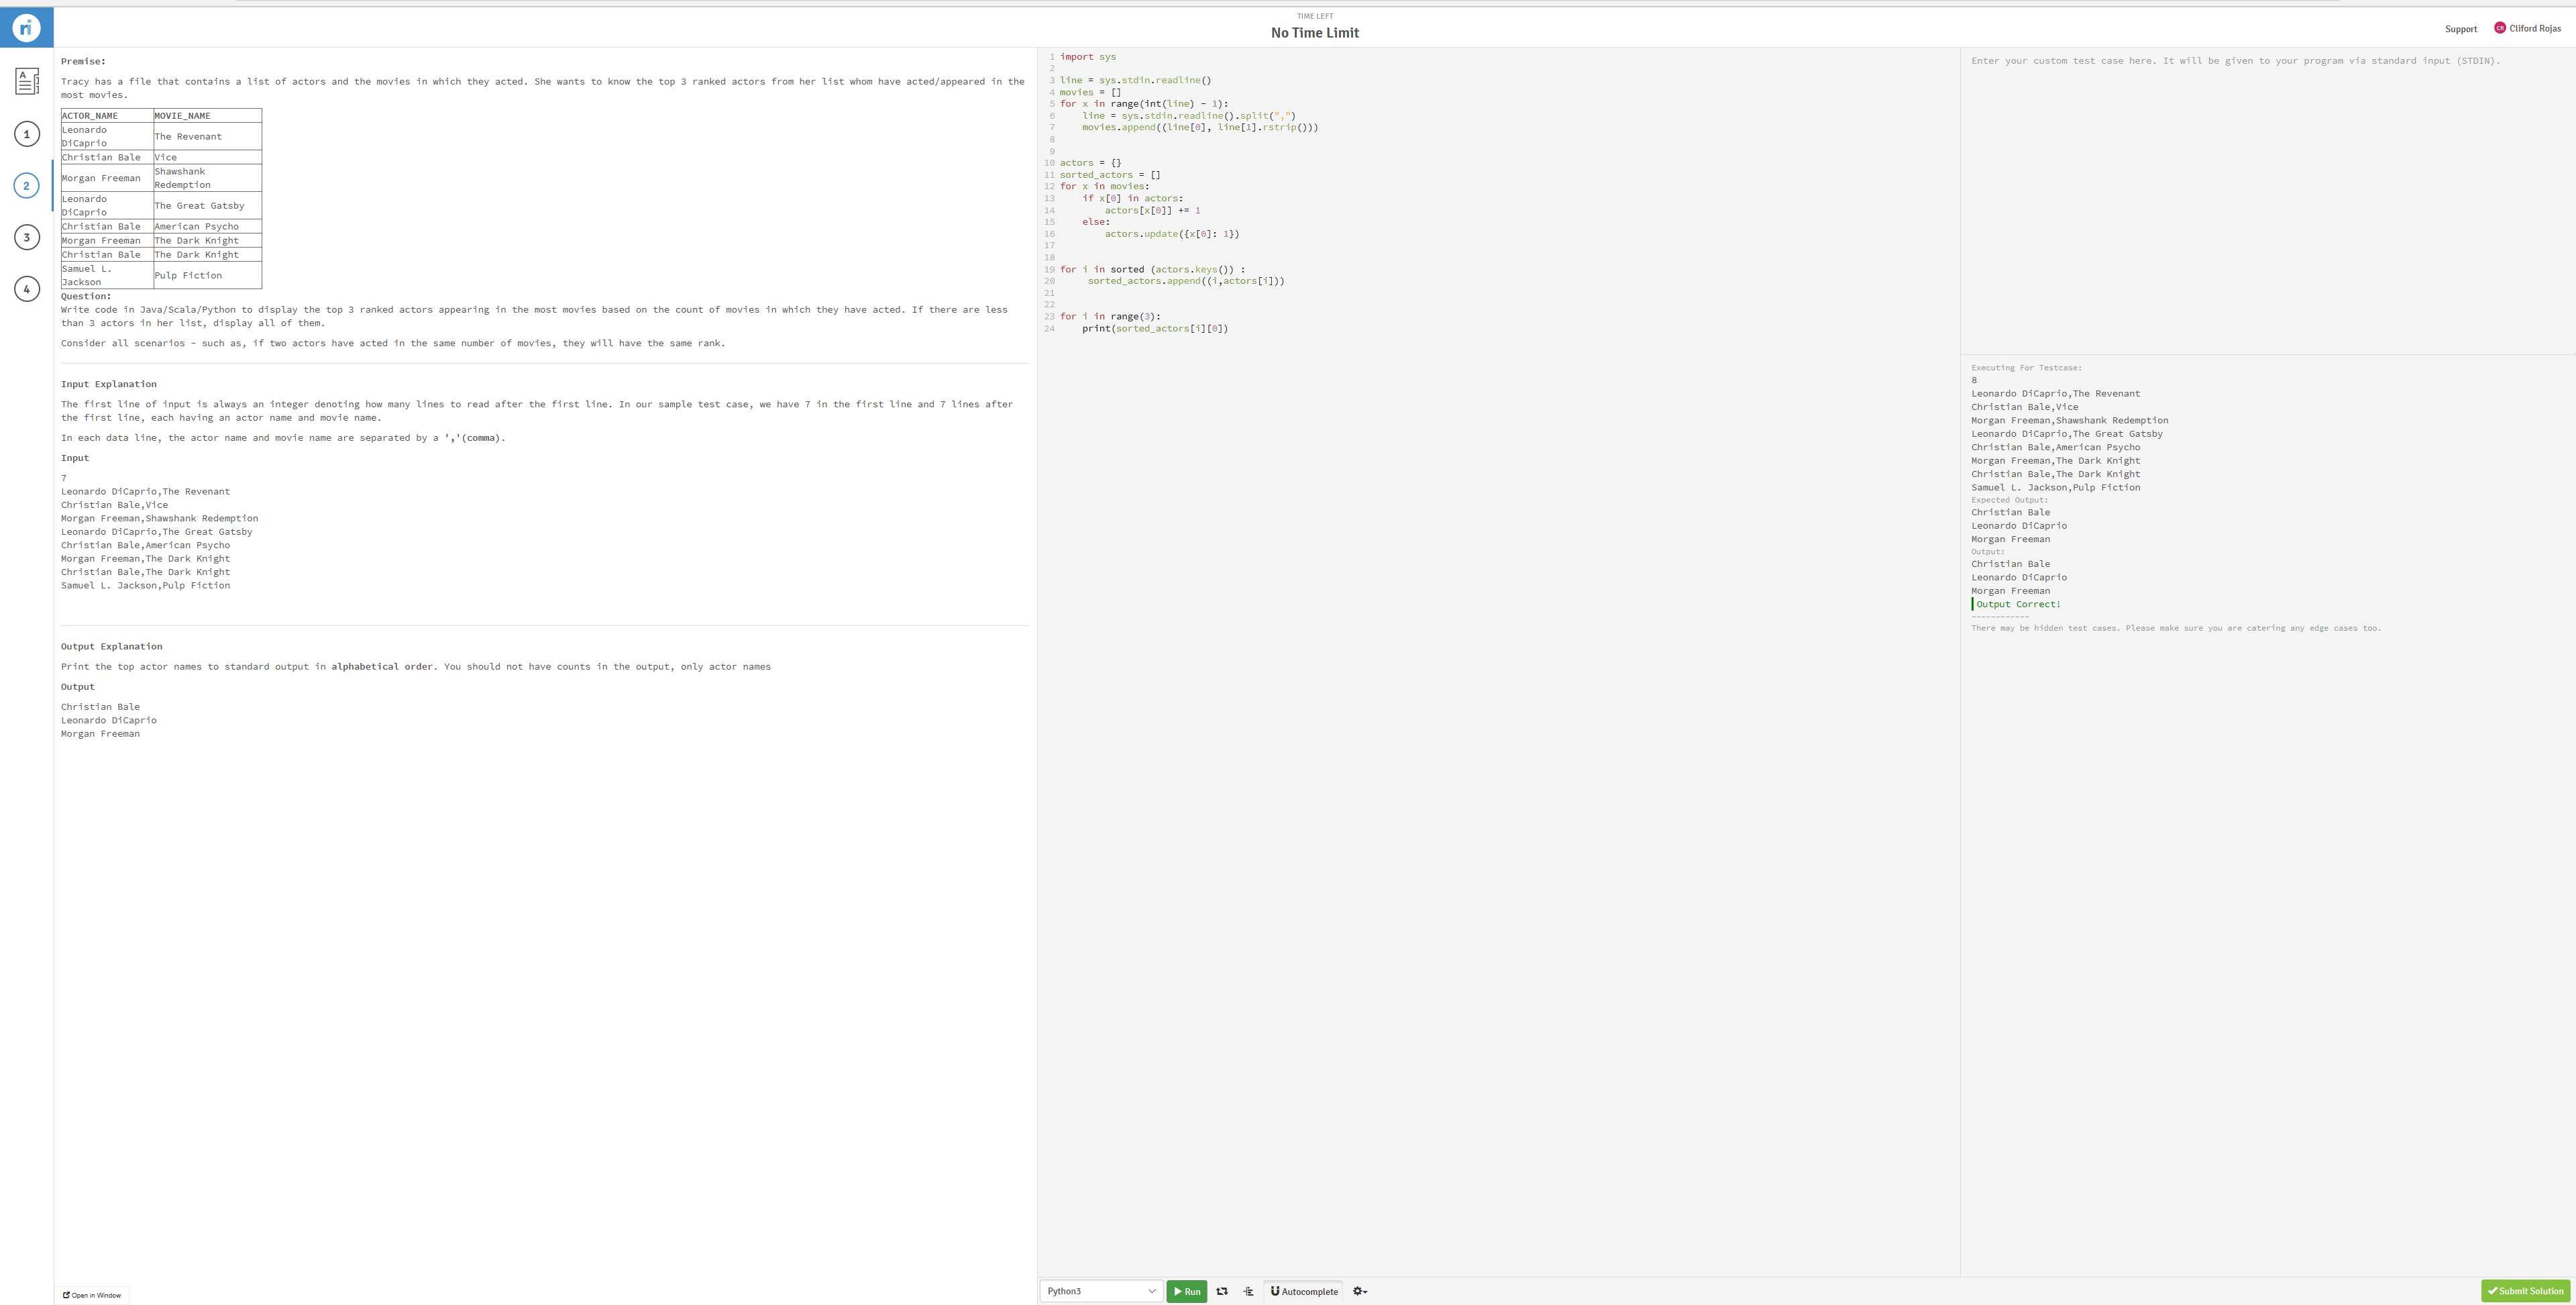 ri
TIME LEFT
No Time Limit
Support
CR Cliford Rojas
1
2
3
4
Premise:
Tracy has a file that contains a list of actors and the movies in which they acted. She wants to know the top 3 ranked actors from her list whom have acted/appeared in the
most movies.
ACTOR_NAME MOVIE_NAME
Leonardo DiCaprio The Revenant
Christian Bale Vice
Morgan Freeman Shawshank Redemption
Leonardo DiCaprio The Great Gatsby
Christian Bale American Psycho
Morgan Freeman The Dark Knight
Christian Bale The Dark Knight
Samuel L. Jackson Pulp Fiction
Question:
Write code in Java/Scala/Python to display the top 3 ranked actors appearing in the most movies based on the count of movies in which they have acted. If there are less
than 3 actors in her list, display all of them.
Consider all scenarios - such as, if two actors have acted in the same number of movies, they will have the same rank.
Input Explanation
The first line of input is always an integer denoting how many lines to read after the first line. In our sample test case, we have 7 in the first line and 7 lines after
the first line, each having an actor name and movie name.
In each data line, the actor name and movie name are separated by a ','(comma).
Input
7
Leonardo DiCaprio,The Revenant
Christian Bale,Vice
Morgan Freeman,Shawshank Redemption
Leonardo DiCaprio,The Great Gatsby
Christian Bale,American Psycho
Morgan Freeman,The Dark Knight
Christian Bale,The Dark Knight
Samuel L. Jackson,Pulp Fiction
Output Explanation
Print the top actor names to standard output in alphabetical order. You should not have counts in the output, only actor names
Output
Christian Bale
Leonardo DiCaprio
Morgan Freeman
Open in Window
1 import sys
2
3 line = sys.stdin.readline()
4 movies = []
5 for x in range(int(line) - 1):
6     line = sys.stdin.readline().split(",")
7     movies.append((line[0], line[1].rstrip()))
8
9
10 actors = {}
11 sorted_actors = []
12 for x in movies:
13     if x[0] in actors:
14         actors[x[0]] += 1
15     else:
16         actors.update({x[0]: 1})
17
18
19 for i in sorted (actors.keys()) :
20      sorted_actors.append((i,actors[i]))
21
22
23 for i in range(3):
24     print(sorted_actors[i][0])
Python3
Run
Autocomplete
Enter your custom test case here. It will be given to your program via standard input (STDIN).
Executing For Testcase:
8
Leonardo DiCaprio,The Revenant
Christian Bale,Vice
Morgan Freeman,Shawshank Redemption
Leonardo DiCaprio,The Great Gatsby
Christian Bale,American Psycho
Morgan Freeman,The Dark Knight
Christian Bale,The Dark Knight
Samuel L. Jackson,Pulp Fiction
Expected Output:
Christian Bale
Leonardo DiCaprio
Morgan Freeman
Output:
Christian Bale
Leonardo DiCaprio
Morgan Freeman
Output Correct!
------------
There may be hidden test cases. Please make sure you are catering any edge cases too.
Submit Solution